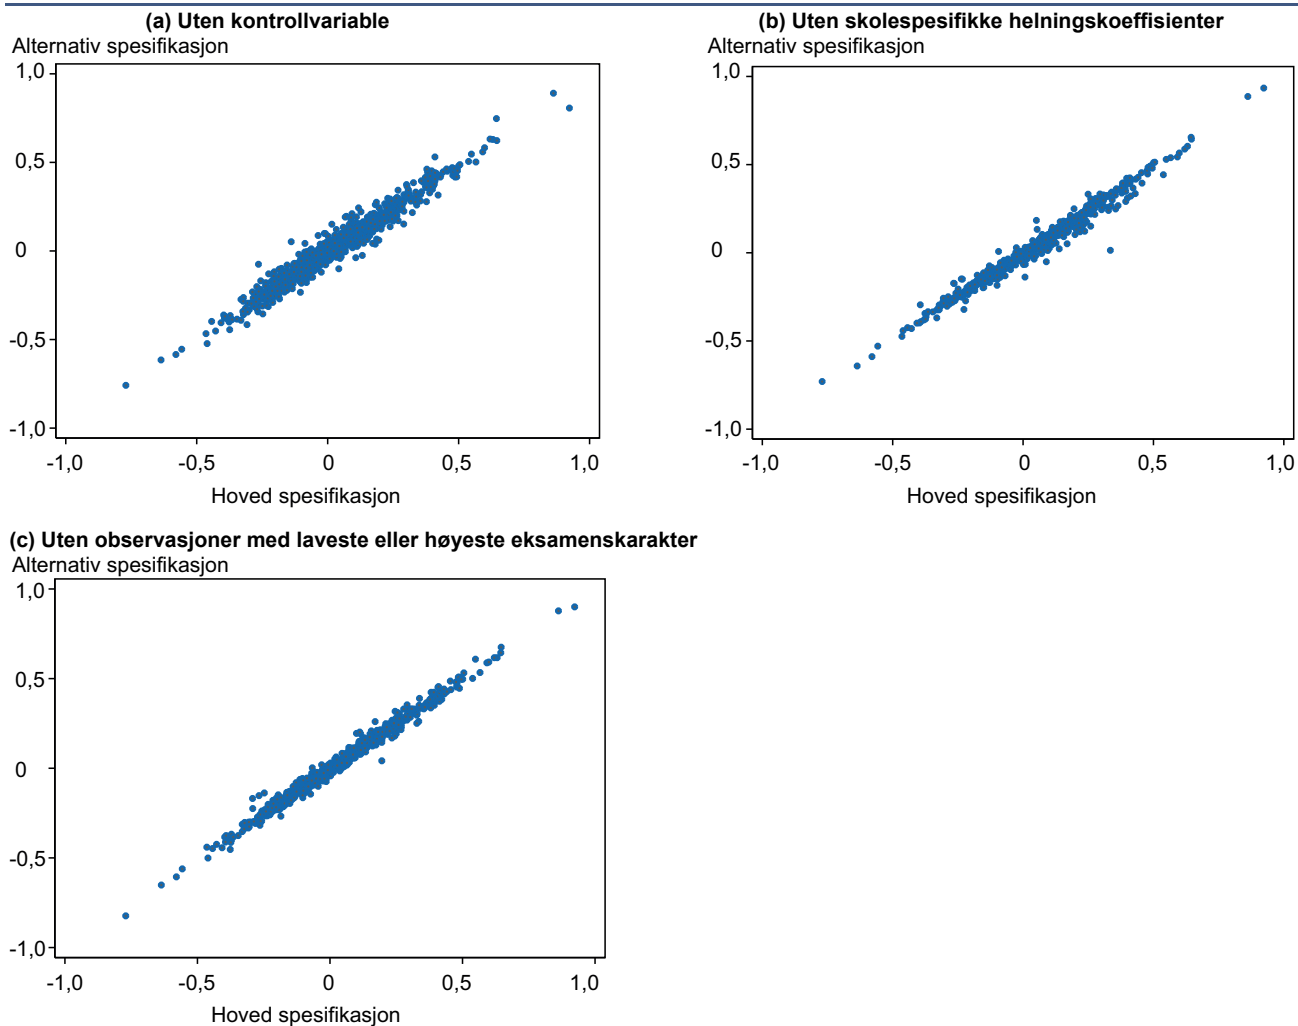 (a) Uten kontrollvariable
Alternativ spesifikasjon
1,0
0,5
0
-0,5
-1,0
-1,0 -0,5 0 0,5 1,0
Hoved spesifikasjon
(b) Uten skolespesifikke helningskoeffisienter
Alternativ spesifikasjon
1,0
0,5
0
-0,5
-1,0
-1,0 -0,5 0 0,5 1,0
Hoved spesifikasjon
(c) Uten observasjoner med laveste eller høyeste eksamenskarakter
Alternativ spesifikasjon
1,0
0,5
0
-0,5
-1,0
-1,0 -0,5 0 0,5 1,0
Hoved spesifikasjon